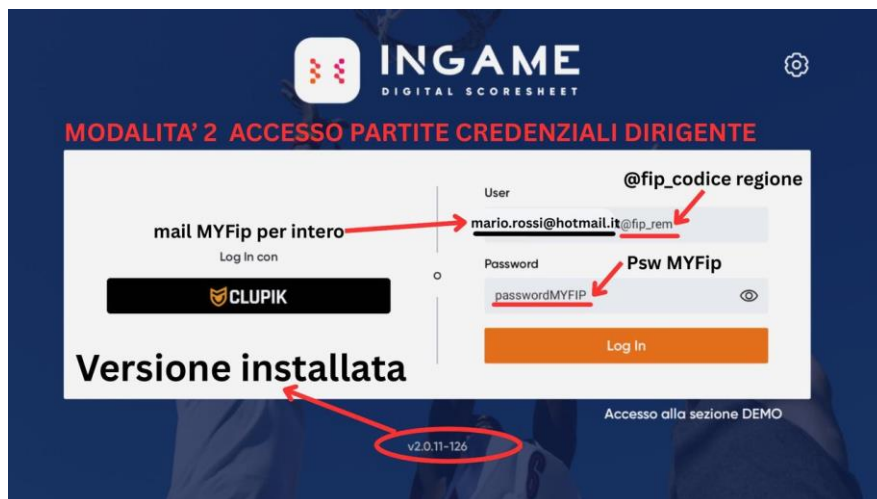 INGAME
DIGITAL SCORESHEET
MODALITA' 2 ACCESSO PARTITE CREDENZIALI DIRIGENTE
@fip_codice regione
User
mail MYFip per intero
mario.rossi@hotmail.it@fip_rem
Log In con
CLUPIK
o
Password
Psw MYFip
passwordMYFIP
Log In
Versione installata
Accesso alla sezione DEMO
v2.0.11-126